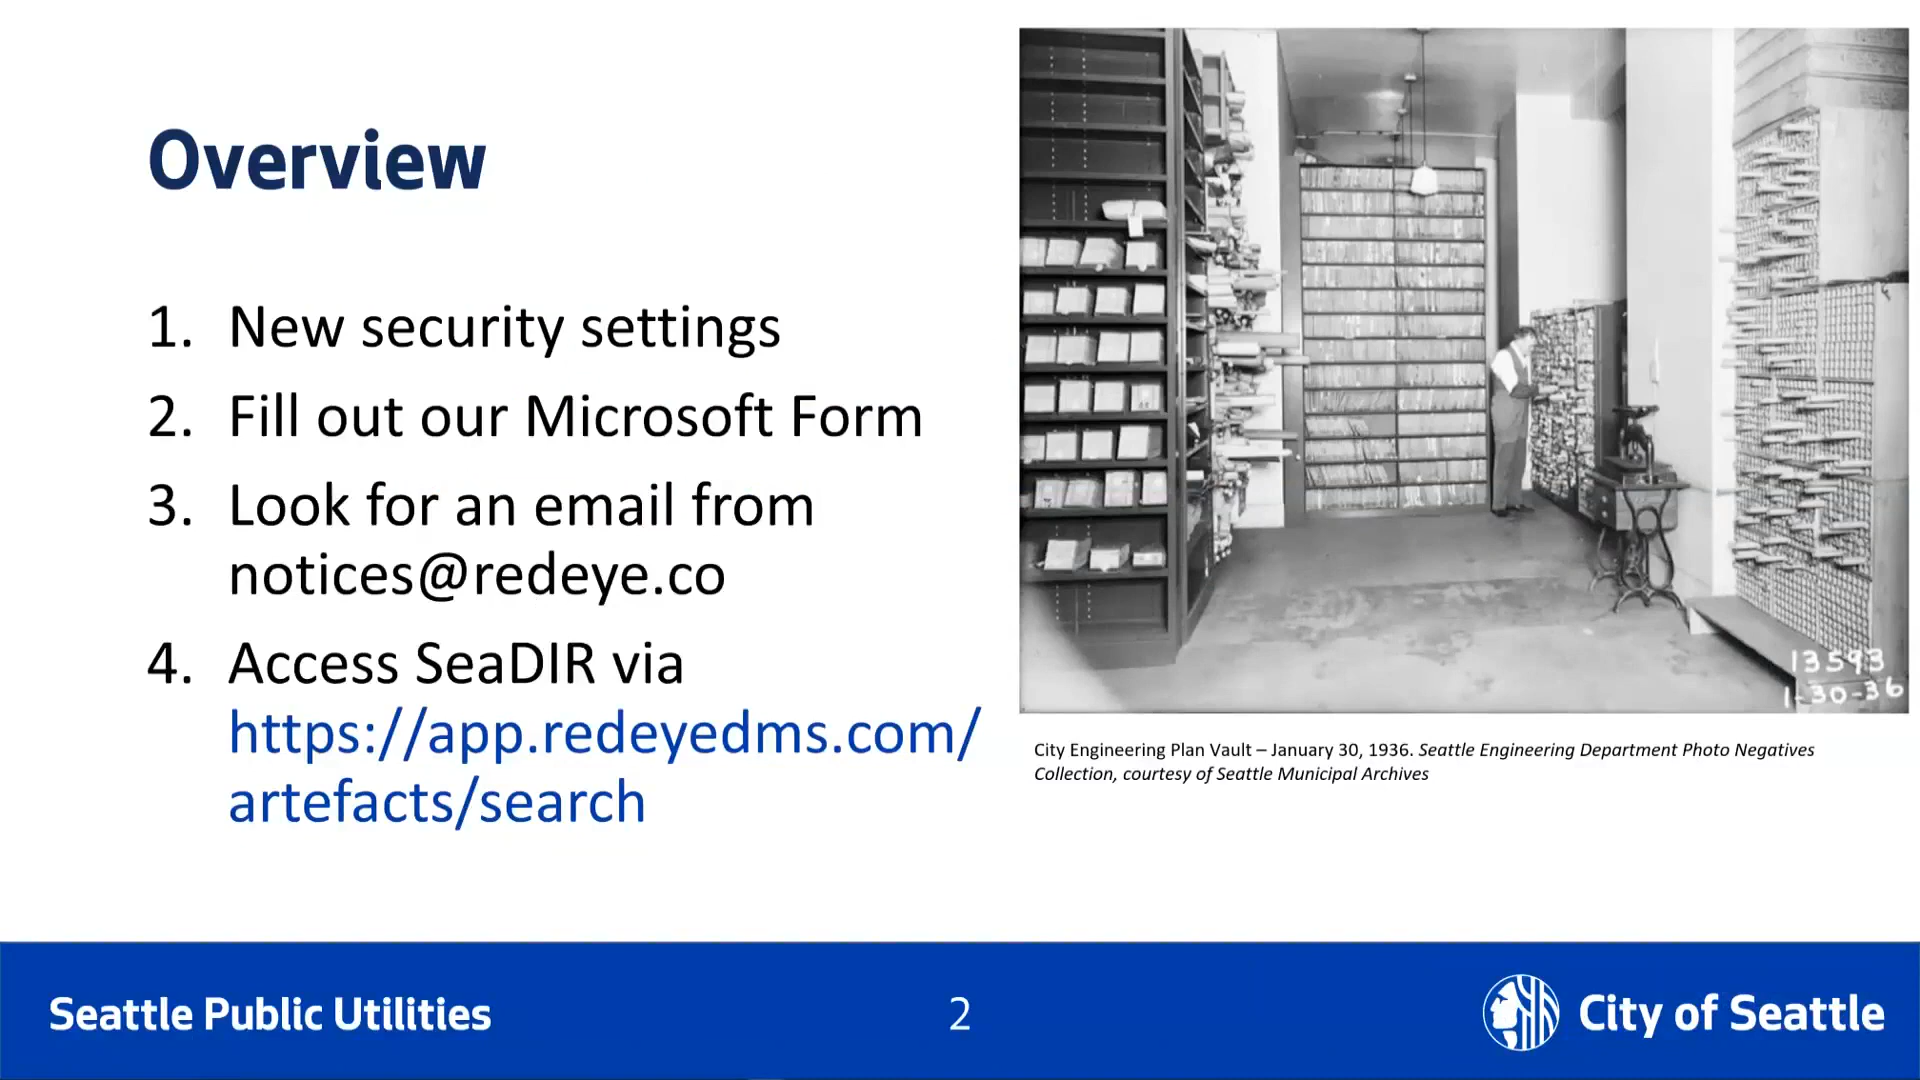 Overview
1. New security settings
2. Fill out our Microsoft Form
3. Look for an email from
notices@redeye.co
4. Access SeaDIR via
https://app.redeyedms.com/
artefacts/search
13593
1-30-36
City Engineering Plan Vault – January 30, 1936. Seattle Engineering Department Photo Negatives
Collection, courtesy of Seattle Municipal Archives
Seattle Public Utilities
2
City of Seattle